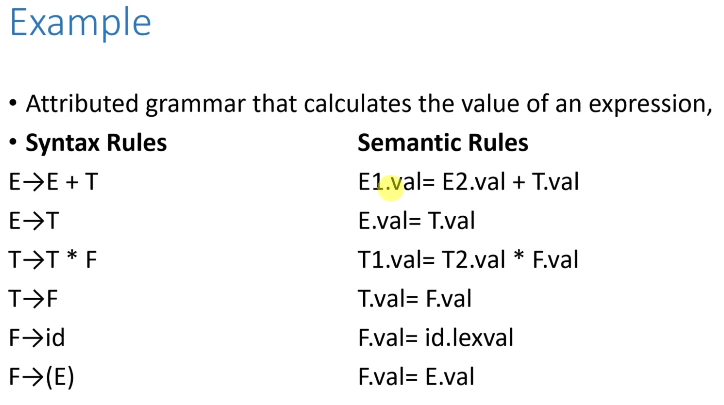 Example
• Attributed grammar that calculates the value of an expression,
• Syntax Rules Semantic Rules
E→E + T E1.val= E2.val + T.val
E→T E.val= T.val
T→T * F T1.val= T2.val * F.val
T→F T.val= F.val
F→id F.val= id.lexval
F→(E) F.val= E.val